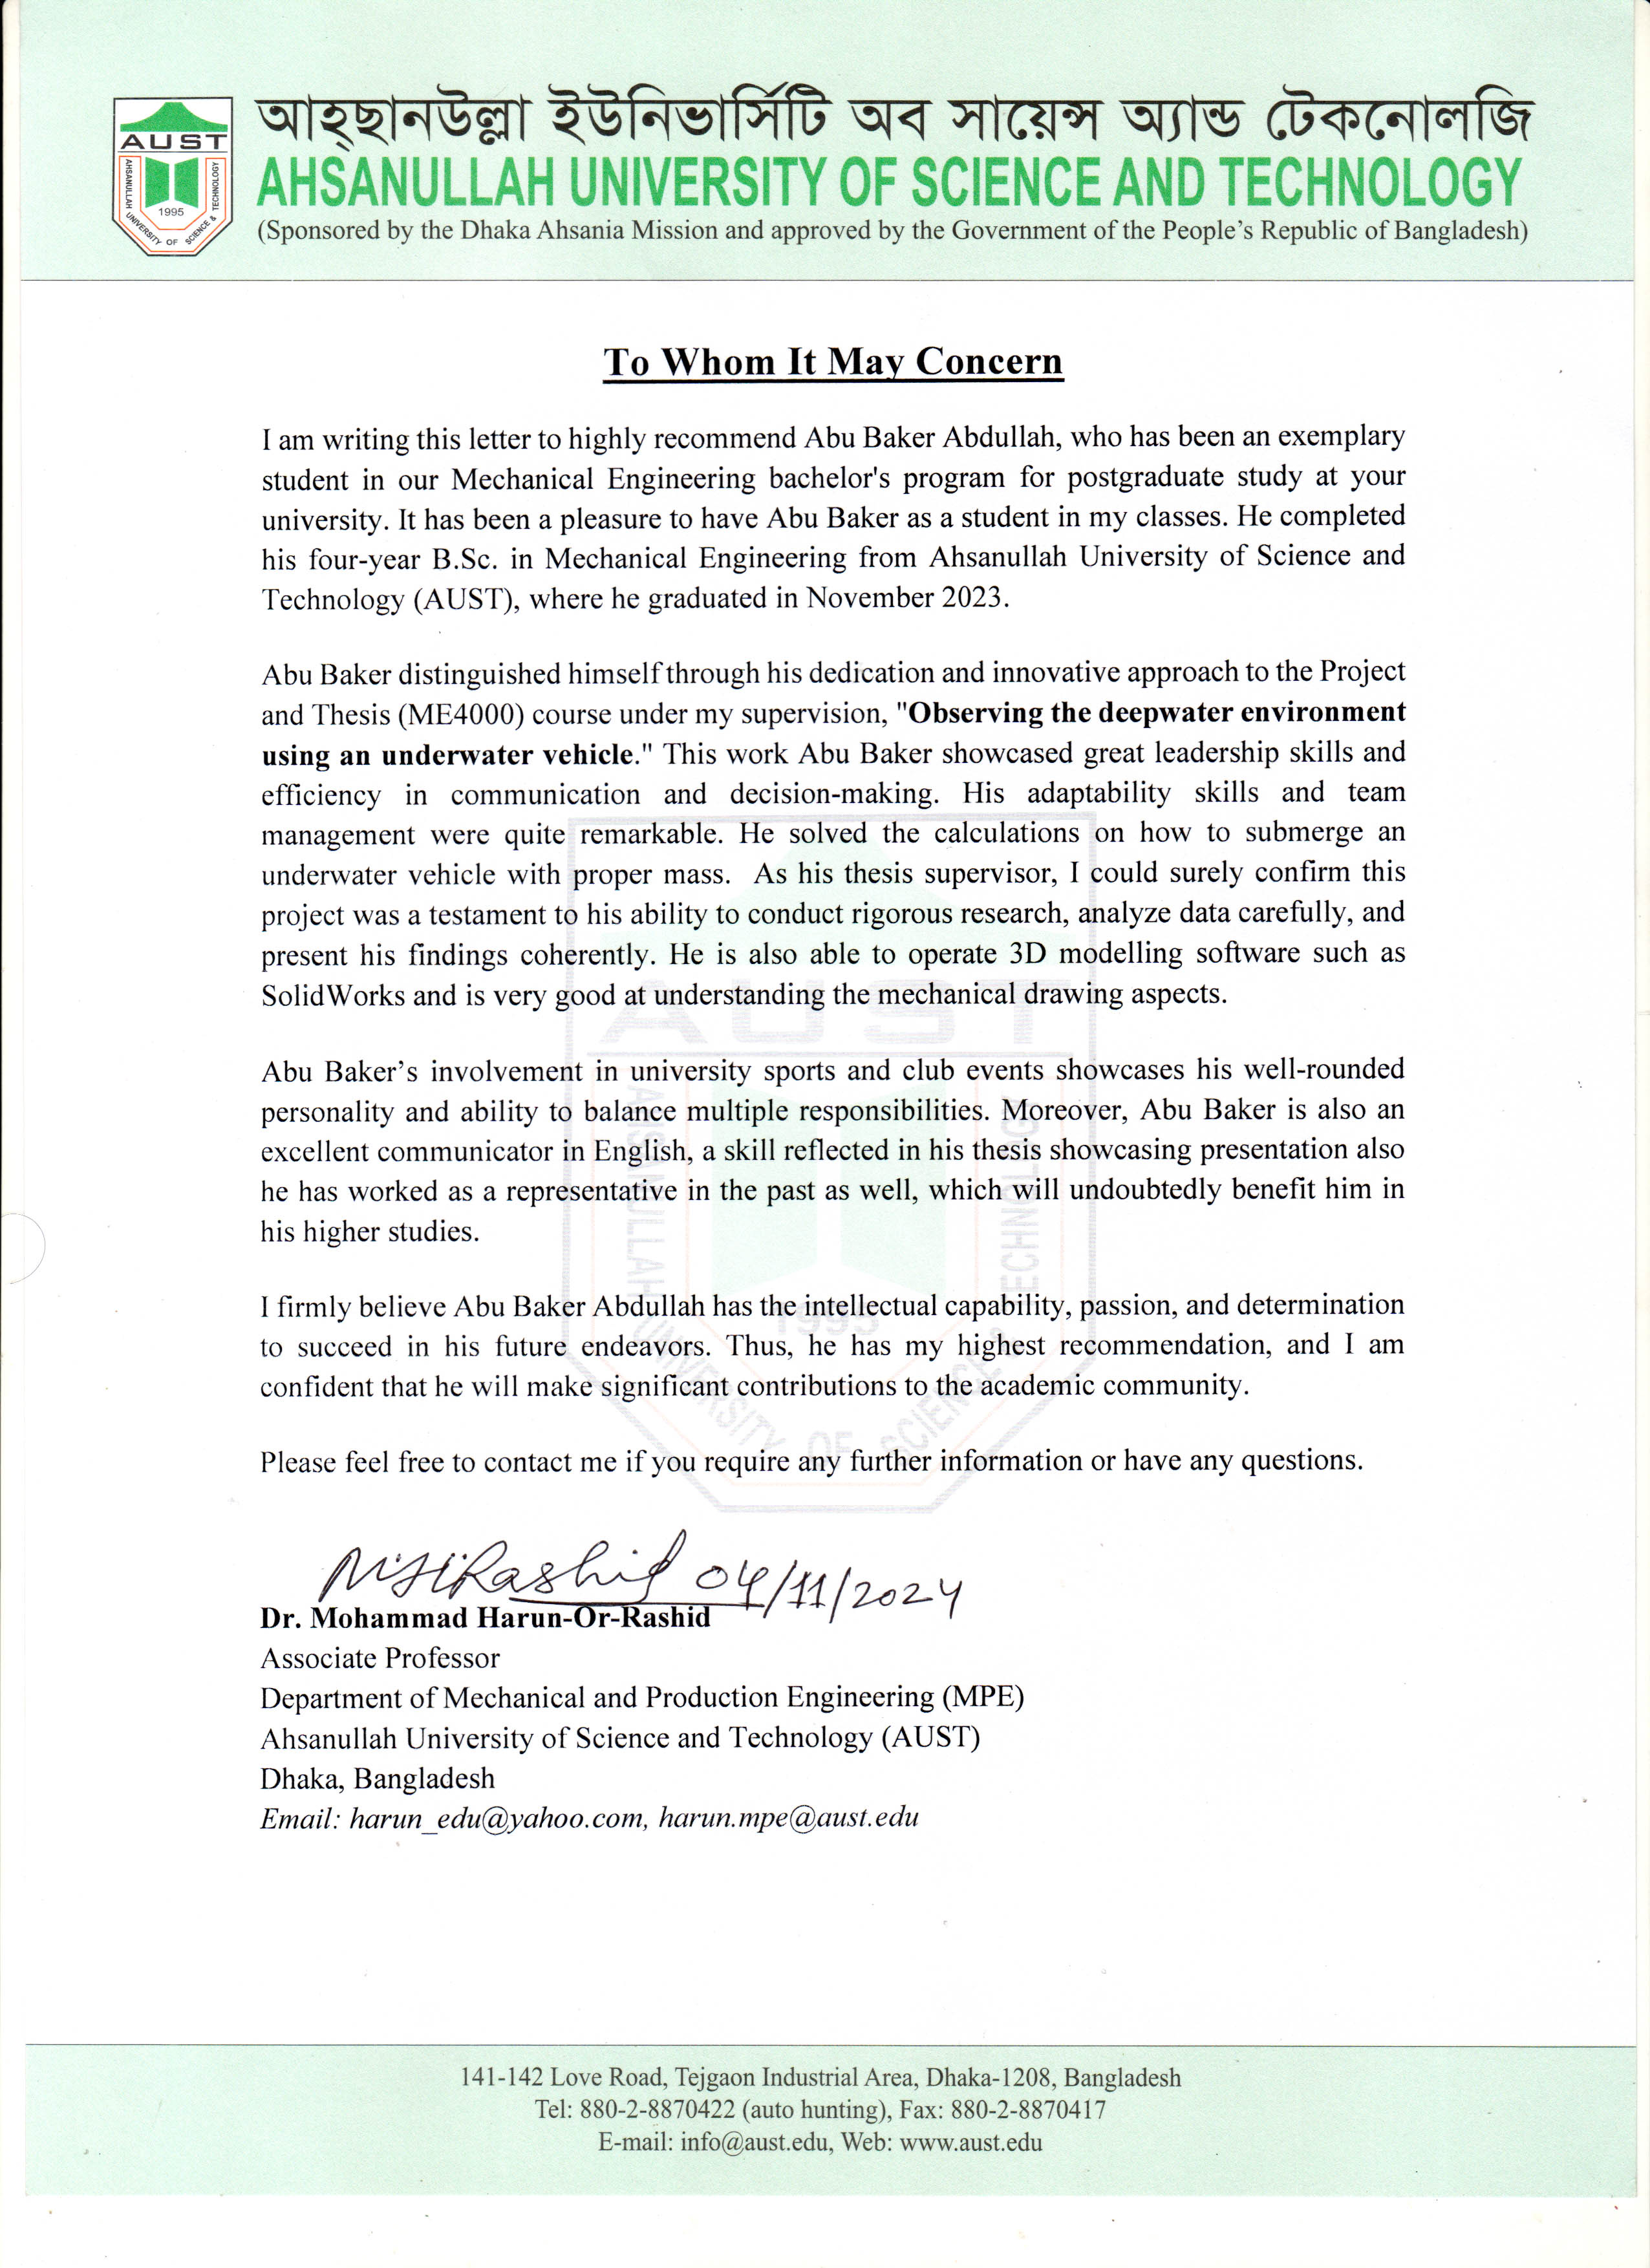 আহ্ছানউল্লা ইউনিভার্সিটি অব সায়েন্স অ্যান্ড টেকনোলজি
AHSANULLAH UNIVERSITY OF SCIENCE AND TECHNOLOGY
(Sponsored by the Dhaka Ahsania Mission and approved by the Government of the People's Republic of Bangladesh)
AUST
AHSANULLAH UNIVERSITY OF SCIENCE & TECHNOLOGY
1995
To Whom It May Concern
I am writing this letter to highly recommend Abu Baker Abdullah, who has been an exemplary
student in our Mechanical Engineering bachelor's program for postgraduate study at your
university. It has been a pleasure to have Abu Baker as a student in my classes. He completed
his four-year B.Sc. in Mechanical Engineering from Ahsanullah University of Science and
Technology (AUST), where he graduated in November 2023.
Abu Baker distinguished himself through his dedication and innovative approach to the Project
and Thesis (ME4000) course under my supervision, "Observing the deepwater environment
using an underwater vehicle." This work Abu Baker showcased great leadership skills and
efficiency in communication and decision-making. His adaptability skills and team
management were quite remarkable. He solved the calculations on how to submerge an
underwater vehicle with proper mass. As his thesis supervisor, I could surely confirm this
project was a testament to his ability to conduct rigorous research, analyze data carefully, and
present his findings coherently. He is also able to operate 3D modelling software such as
SolidWorks and is very good at understanding the mechanical drawing aspects.
Abu Baker's involvement in university sports and club events showcases his well-rounded
personality and ability to balance multiple responsibilities. Moreover, Abu Baker is also an
excellent communicator in English, a skill reflected in his thesis showcasing presentation also
he has worked as a representative in the past as well, which will undoubtedly benefit him in
his higher studies.
I firmly believe Abu Baker Abdullah has the intellectual capability, passion, and determination
to succeed in his future endeavors. Thus, he has my highest recommendation, and I am
confident that he will make significant contributions to the academic community.
Please feel free to contact me if you require any further information or have any questions.
MHRashid 04/11/2024
Dr. Mohammad Harun-Or-Rashid
Associate Professor
Department of Mechanical and Production Engineering (MPE)
Ahsanullah University of Science and Technology (AUST)
Dhaka, Bangladesh
Email: harun_edu@yahoo.com, harun.mpe@aust.edu
AUST
AHSANULLAH UNIVERSITY OF SCIENCE & TECHNOLOGY
1995
141-142 Love Road, Tejgaon Industrial Area, Dhaka-1208, Bangladesh
Tel: 880-2-8870422 (auto hunting), Fax: 880-2-8870417
E-mail: info@aust.edu, Web: www.aust.edu